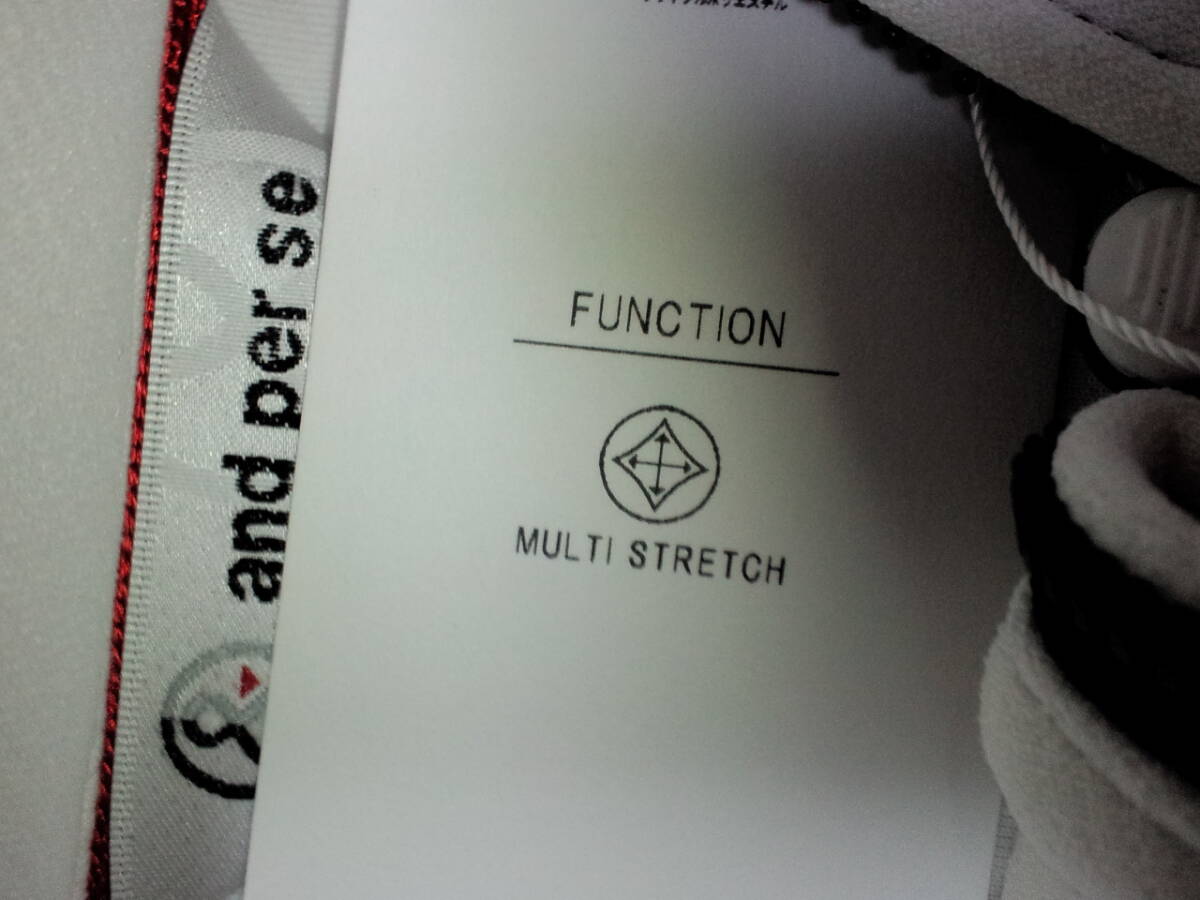 FUNCTION
MULTI STRETCH
and per se